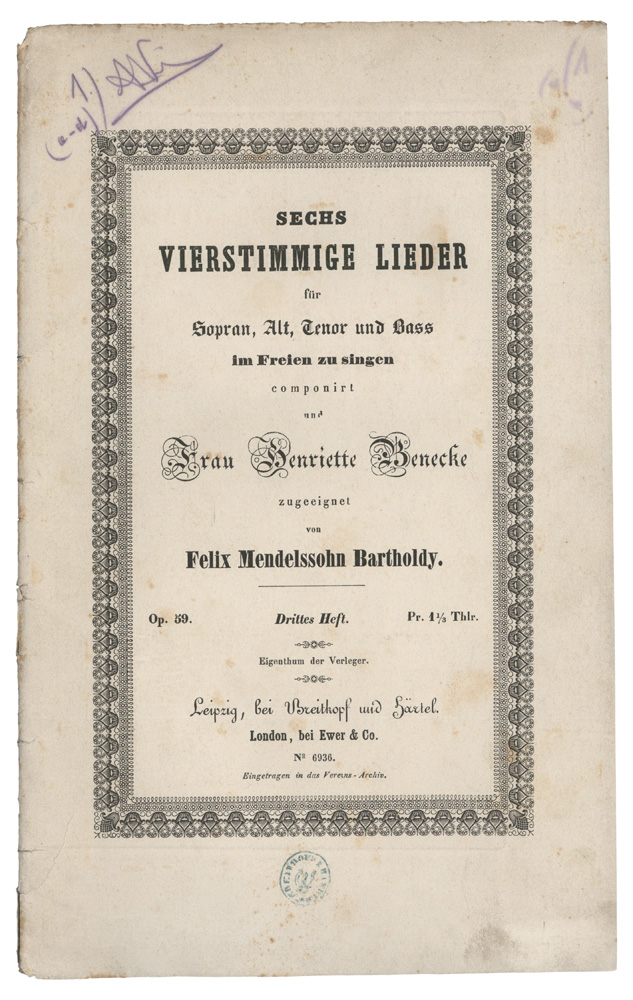 1.)
(a-d)
SECHS
VIERSTIMMIGE LIEDER
für
Sopran, Alt, Tenor und Bass
im Freien zu singen
componirt
und
Frau Henriette Benecke
zugeeignet
von
Felix Mendelssohn Bartholdy.
Op. 59. Drittes Heft. Pr. 1⅓ Thlr.
Eigenthum der Verleger.
Leipzig, bei Breitkopf und Härtel.
London, bei Ewer & Co.
Nº 6936.
Eingetragen in das Vereins-Archiv.